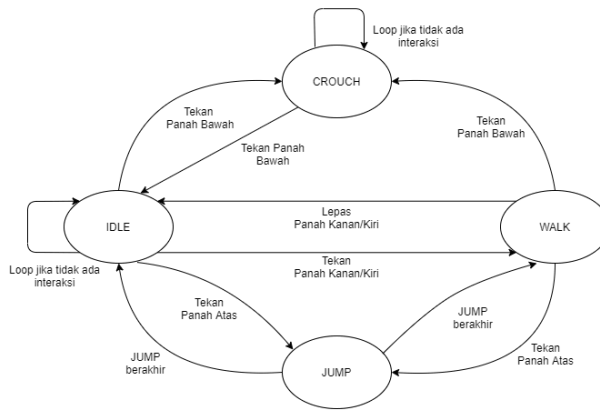 Loop jika tidak ada
interaksi
CROUCH
Tekan
Panah Bawah
Tekan Panah
Bawah
Tekan
Panah Bawah
IDLE
Lepas
Panah Kanan/Kiri
WALK
Loop jika tidak ada
interaksi
Tekan
Panah Kanan/Kiri
Tekan
Panah Atas
JUMP
berakhir
JUMP
berakhir
Tekan
Panah Atas
JUMP